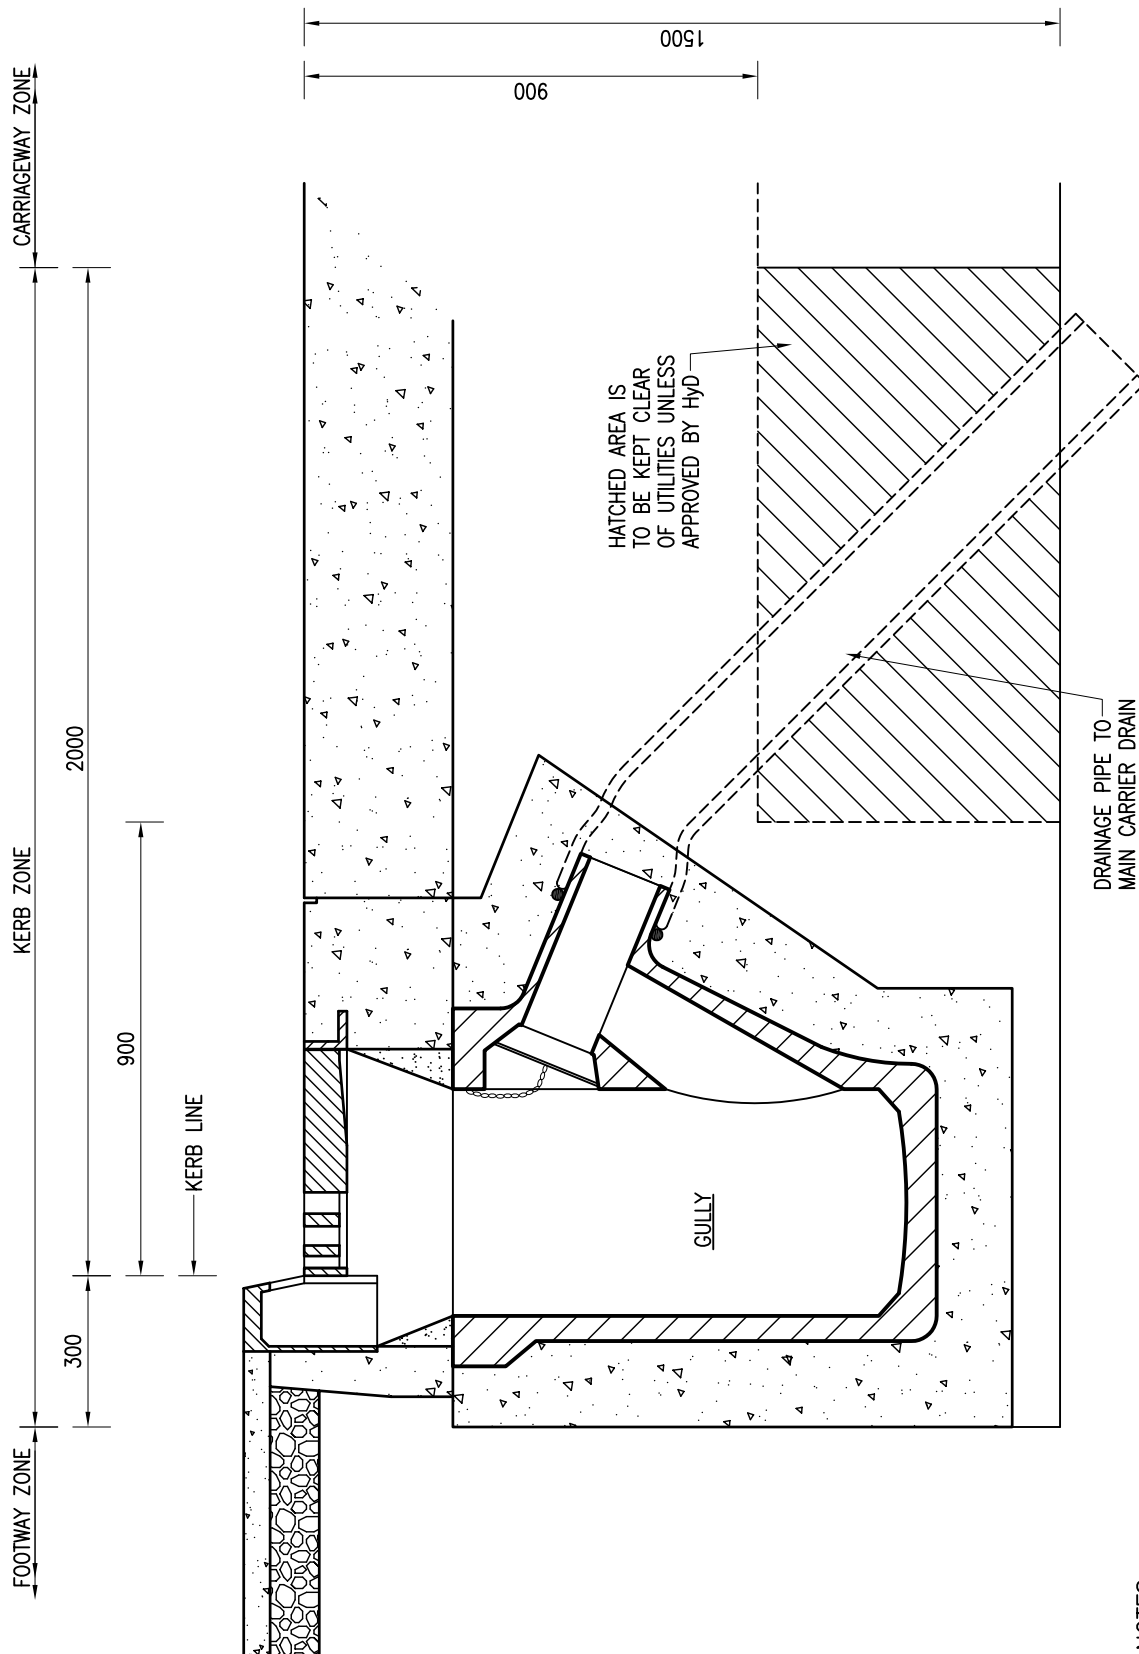 FOOTWAY ZONE
KERB ZONE
CARRIAGEWAY ZONE
300
2000
900
KERB LINE
900
1500
HATCHED AREA IS
TO BE KEPT CLEAR
OF UTILITIES UNLESS
APPROVED BY HyD
GULLY
DRAINAGE PIPE TO
MAIN CARRIER DRAIN
NOTES